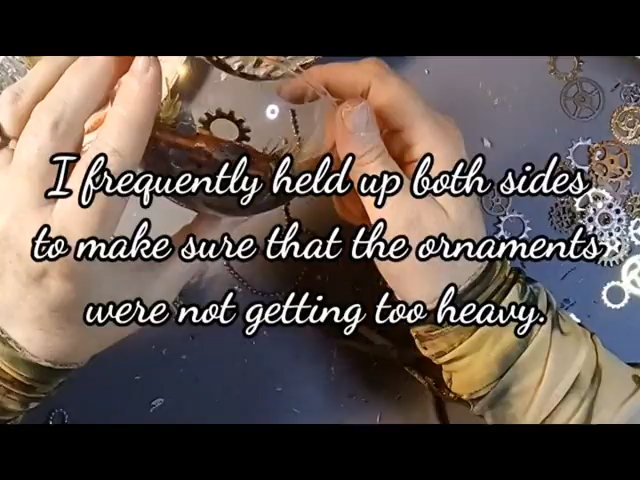 I frequently held up both sides
to make sure that the ornaments
were not getting too heavy.